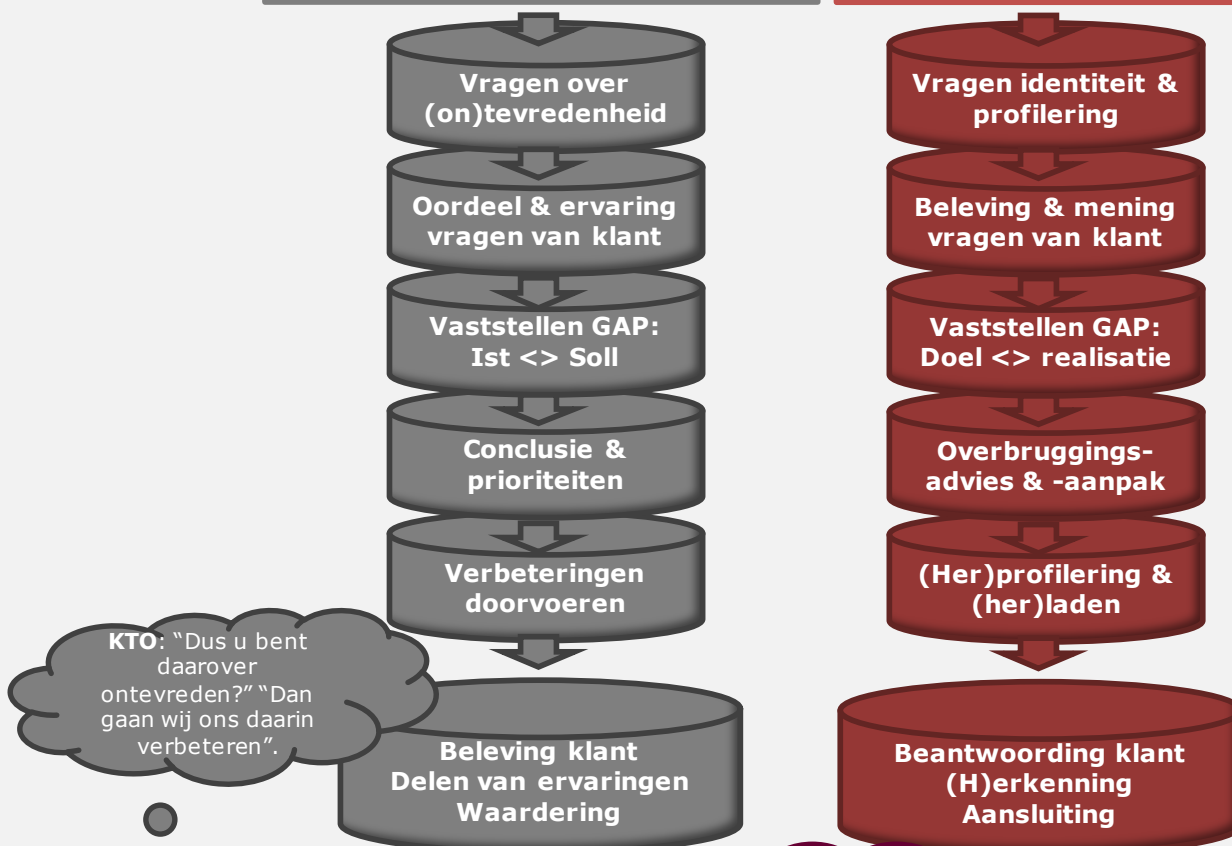 Vragen over
(on)tevredenheid
Oordeel & ervaring
vragen van klant
Vaststellen GAP:
Ist <> Soll
Conclusie &
prioriteiten
Verbeteringen
doorvoeren
KTO: “Dus u bent
daarover
ontevreden?” “Dan
gaan wij ons daarin
verbeteren”.
Beleving klant
Delen van ervaringen
Waardering
Vragen identiteit &
profilering
Beleving & mening
vragen van klant
Vaststellen GAP:
Doel <> realisatie
Overbruggings-
advies & -aanpak
(Her)profilering &
(her)laden
Beantwoording klant
(H)erkenning
Aansluiting